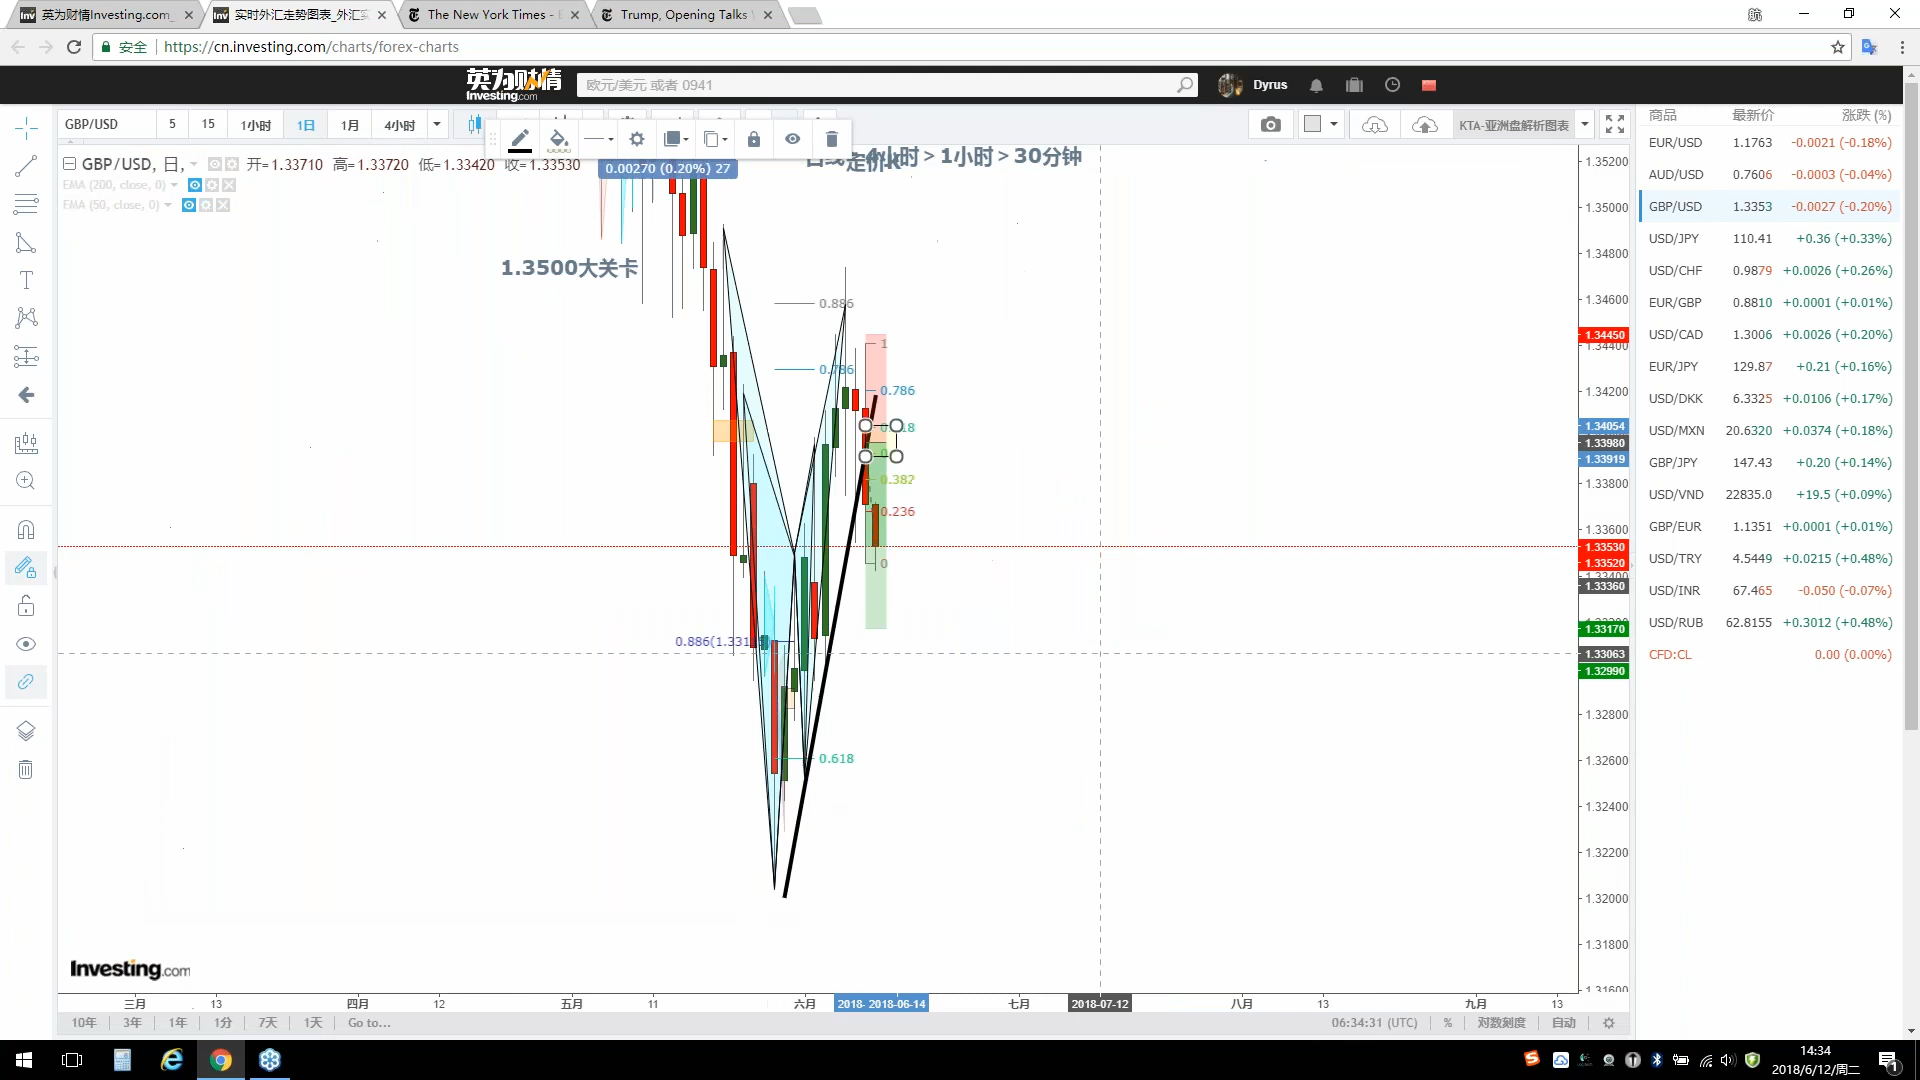 英为财情Investing.com_
实时外汇走势图表_外汇实
The New York Times -
Trump, Opening Talks
航
安全
https://cn.investing.com/charts/forex-charts
英为财情
Investing.com
欧元/美元 或者 0941
Dyrus
GBP/USD
5
15
1小时
1日
1月
4小时
KTA-亚洲盘解析图表
GBP/USD, 日,
开=1.33710 高=1.33720 低=1.33420 收=1.33530
0.00270 (0.20%) 27
4小时 > 1小时 > 30分钟
EMA (200, close, 0)
EMA (50, close, 0)
1.3500大关卡
0.886
1
0.786
0.786
0.382
0.236
0
0.618
1.35200
1.35000
1.34800
1.34600
1.34450
1.34400
1.34200
1.34054
1.33980
1.33919
1.33800
1.33600
1.33530
1.33520
1.33400
1.33360
1.33170
1.33063
1.32990
1.32800
1.32600
1.32400
1.32200
1.32000
1.31800
1.31600
三月
13
四月
12
五月
11
六月
2018- 2018-06-14
七月
2018-07-12
八月
13
九月
13
10年
3年
1年
1分
7天
1天
Go to...
06:34:31 (UTC)
%
对数刻度
自动
Investing.com
商品 最新价 涨跌 (%)
EUR/USD 1.1763 -0.0021 (-0.18%)
AUD/USD 0.7606 -0.0003 (-0.04%)
GBP/USD 1.3353 -0.0027 (-0.20%)
USD/JPY 110.41 +0.36 (+0.33%)
USD/CHF 0.9879 +0.0026 (+0.26%)
EUR/GBP 0.8810 +0.0001 (+0.01%)
USD/CAD 1.3006 +0.0026 (+0.20%)
EUR/JPY 129.87 +0.21 (+0.16%)
USD/DKK 6.3325 +0.0106 (+0.17%)
USD/MXN 20.6320 +0.0374 (+0.18%)
GBP/JPY 147.43 +0.20 (+0.14%)
USD/VND 22835.0 +19.5 (+0.09%)
GBP/EUR 1.1351 +0.0001 (+0.01%)
USD/TRY 4.5449 +0.0215 (+0.48%)
USD/INR 67.465 -0.050 (-0.07%)
USD/RUB 62.8155 +0.3012 (+0.48%)
CFD:CL 0.00 (0.00%)
14:34
2018/6/12/周二
1